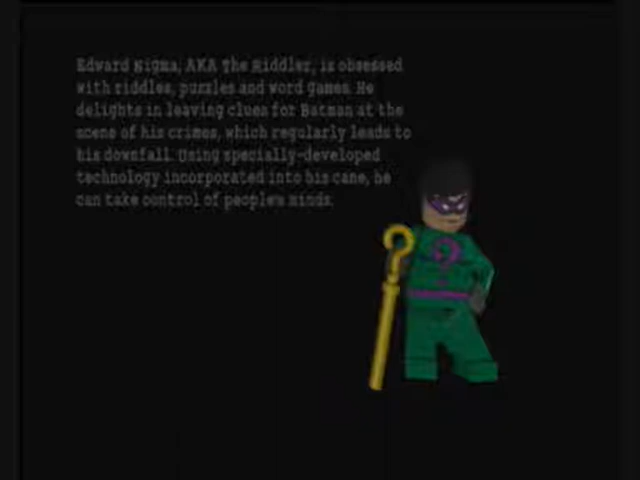 Edward Nigma, AKA The Riddler, is obsessed
with riddles, puzzles and word games. He
delights in leaving clues for Batman at the
scene of his crimes, which regularly leads to
his downfall. Using specially-developed
technology incorporated into his cane, he
can take control of people's minds.